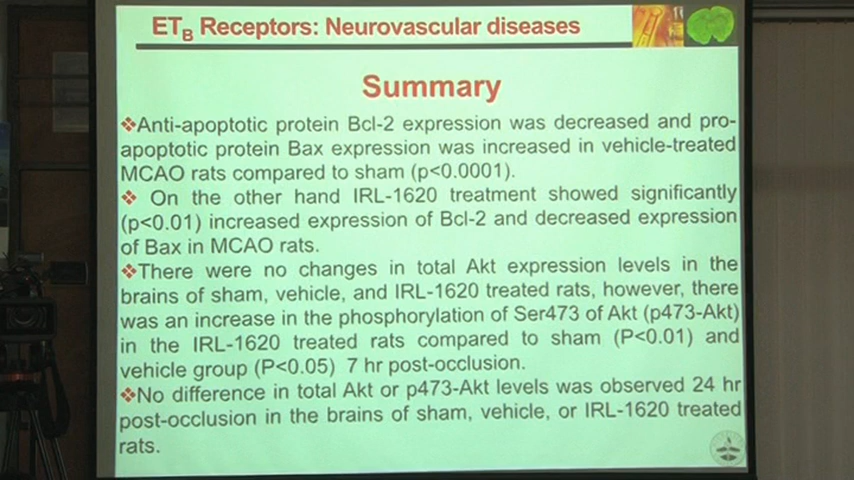 ETB Receptors: Neurovascular diseases
Summary
❖Anti-apoptotic protein Bcl-2 expression was decreased and pro-
apoptotic protein Bax expression was increased in vehicle-treated
MCAO rats compared to sham (p<0.0001).
❖ On the other hand IRL-1620 treatment showed significantly
(p<0.01) increased expression of Bcl-2 and decreased expression
of Bax in MCAO rats.
❖There were no changes in total Akt expression levels in the
brains of sham, vehicle, and IRL-1620 treated rats, however, there
was an increase in the phosphorylation of Ser473 of Akt (p473-Akt)
in the IRL-1620 treated rats compared to sham (P<0.01) and
vehicle group (P<0.05) 7 hr post-occlusion.
❖No difference in total Akt or p473-Akt levels was observed 24 hr
post-occlusion in the brains of sham, vehicle, or IRL-1620 treated
rats.